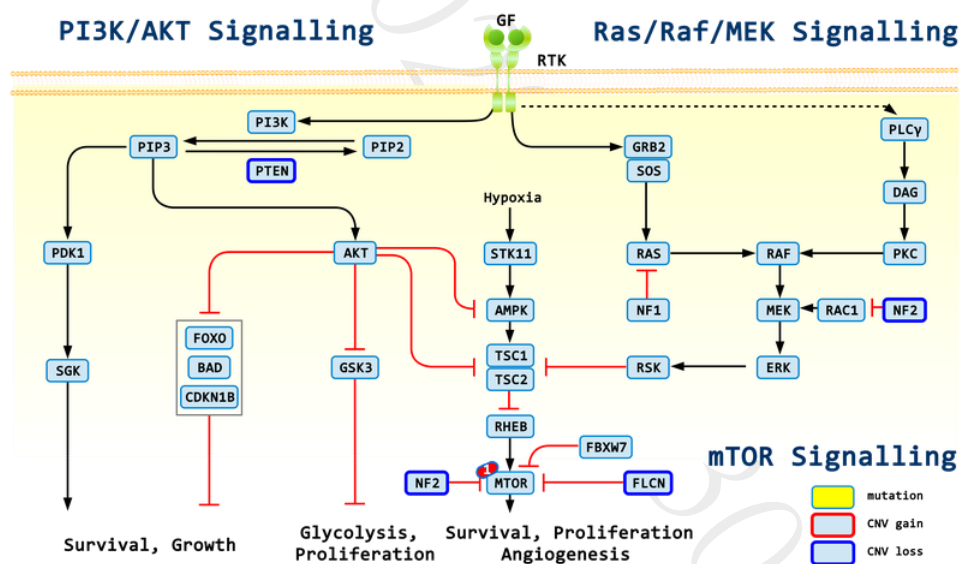 PI3K/AKT Signalling
GF
Ras/Raf/MEK Signalling
RTK
PI3K
PLCγ
PIP3
PIP2
GRB2
PTEN
SOS
DAG
Hypoxia
PDK1
AKT
STK11
RAS
RAF
PKC
AMPK
NF1
MEK
RAC1
NF2
FOXO
BAD
CDKN1B
SGK
GSK3
TSC1
TSC2
RSK
ERK
RHEB
FBXW7
mTOR Signalling
1
NF2
MTOR
FLCN
mutation
CNV gain
CNV loss
Survival, Growth
Glycolysis,
Proliferation
Survival, Proliferation
Angiogenesis